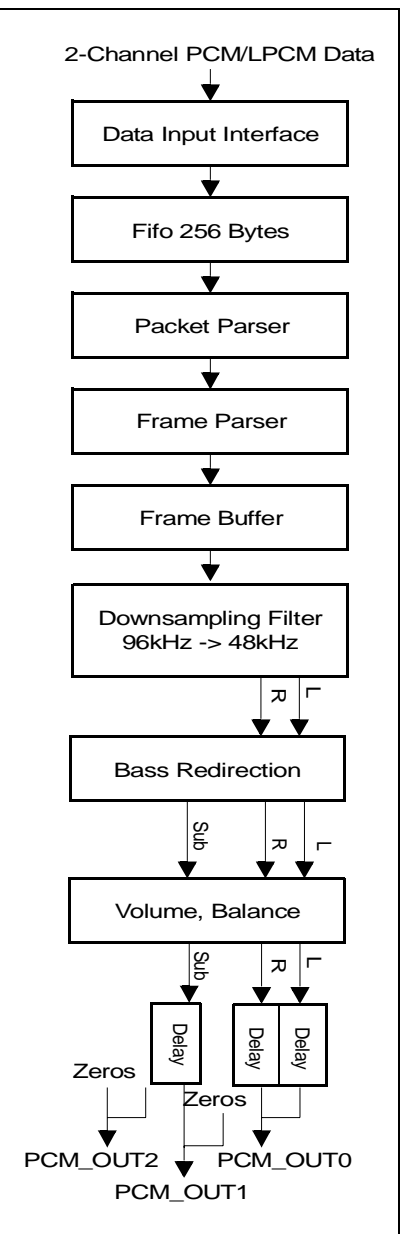 2-Channel PCM/LPCM Data
Data Input Interface
Fifo 256 Bytes
Packet Parser
Frame Parser
Frame Buffer
Downsampling Filter
96kHz -> 48kHz
R
L
Bass Redirection
Sub
R
L
Volume, Balance
Sub
R
L
Delay
Delay
Delay
Zeros
Zeros
PCM_OUT2
PCM_OUT0
PCM_OUT1